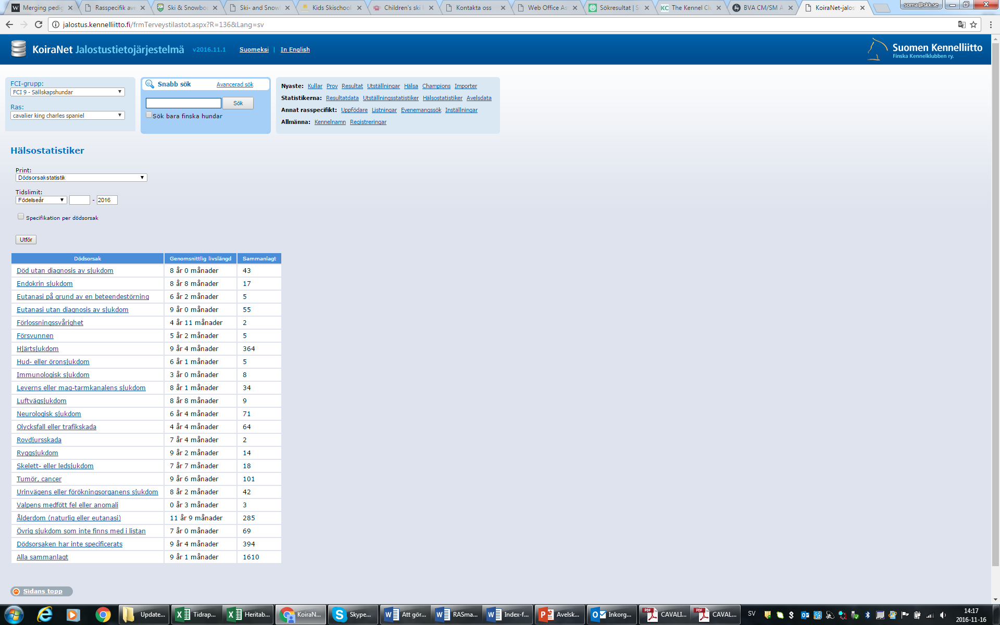 Merging pedig
Rasspecifik ave
Ski & Snowbo
Ski- and Snow
Kids Skischool
Children's ski
Kontakta oss
Web Office As
Sökresultat | S
The Kennel Cl
BVA CM/SM A
KoiraNet-jalos
soma@skk.se
jalostus.kennelliitto.fi/frmTerveystilastot.aspx?R=136&Lang=sv
KoiraNet Jalostustietojärjestelmä v2016.11.1 Suomeksi | In English
Suomen Kennelliitto
Finska Kennelklubben ry.
FCI-grupp:
FCI 9 - Sällskapshundar
Ras:
cavalier king charles spaniel
Snabb sök Avancerad sök
Sök
Sök bara finska hundar
Nyaste: Kullar Prov Resultat Utställningar Hälsa Champions Importer
Statistikerna: Resultatdata Utställningsstatistiker Hälsostatistiker Avelsdata
Annat rasspecifikt: Uppfödare Listningar Evenemangssök Inställningar
Allmänna: Kennelnamn Registreringar
Hälsostatistiker
Print:
Dödsorsakstatistik
Tidslimit:
Födelseår - 2016
Specifikation per dödsorsak
Utför
Dödsorsak Genomsnittlig livslängd Sammanlagt
Död utan diagnosis av sjukdom 8 år 0 månader 43
Endokrin sjukdom 8 år 8 månader 17
Eutanasi på grund av en beteendestörning 6 år 2 månader 5
Eutanasi utan diagnosis av sjukdom 9 år 0 månader 55
Förlossningssvårighet 4 år 11 månader 2
Försvunnen 5 år 2 månader 5
Hjärtsjukdom 9 år 4 månader 364
Hud- eller öronsjukdom 6 år 1 månader 5
Immunologisk sjukdom 3 år 0 månader 8
Leverns eller mag-tarmkanalens sjukdom 8 år 1 månader 34
Luftvägsjukdom 8 år 8 månader 9
Neurologisk sjukdom 6 år 4 månader 71
Olycksfall eller trafikskada 4 år 4 månader 64
Rovdjursskada 7 år 4 månader 2
Ryggsjukdom 9 år 2 månader 14
Skelett- eller ledsjukdom 7 år 7 månader 18
Tumör, cancer 9 år 6 månader 101
Urinvägens eller förökningsorganens sjukdom 8 år 2 månader 42
Valpens medfött fel eller anomali 0 år 3 månader 3
Ålderdom (naturlig eller eutanasi) 11 år 9 månader 285
Övrig sjukdom som inte finns med i listan 7 år 0 månader 69
Dödsorsaken har inte specificerats 9 år 4 månader 394
Alla sammanlagt 9 år 1 månader 1610
Sidans topp
Update...
Tidrap...
Heritab...
KoiraN...
Skype...
Att gör...
RASma...
Index-f...
Avelsk...
Inkorg...
CAVALI...
CAVAL...
SV
14:17
2016-11-16